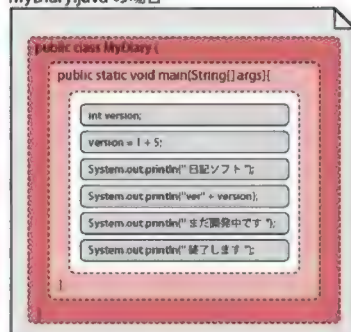 MyDiary.java の場合
public class MyDiary {
public static void main(String[] args){
int version;
version = 1 + 5;
System.out.println("日記ソフト");
System.out.println("ver" + version);
System.out.println("まだ開発中です");
System.out.println("終了します");
}
}